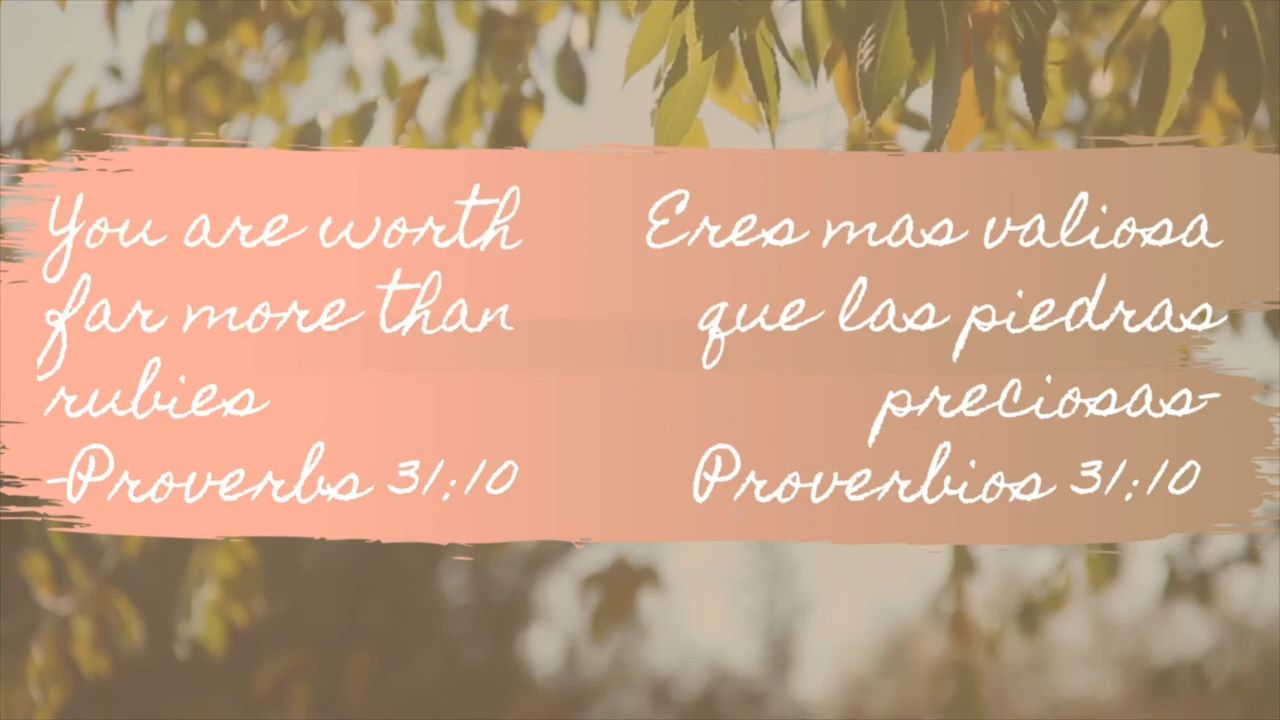 You are worth
far more than
rubies
-Proverbs 31:10
Eres mas valiosa
que las piedras
preciosas-
Proverbios 31:10